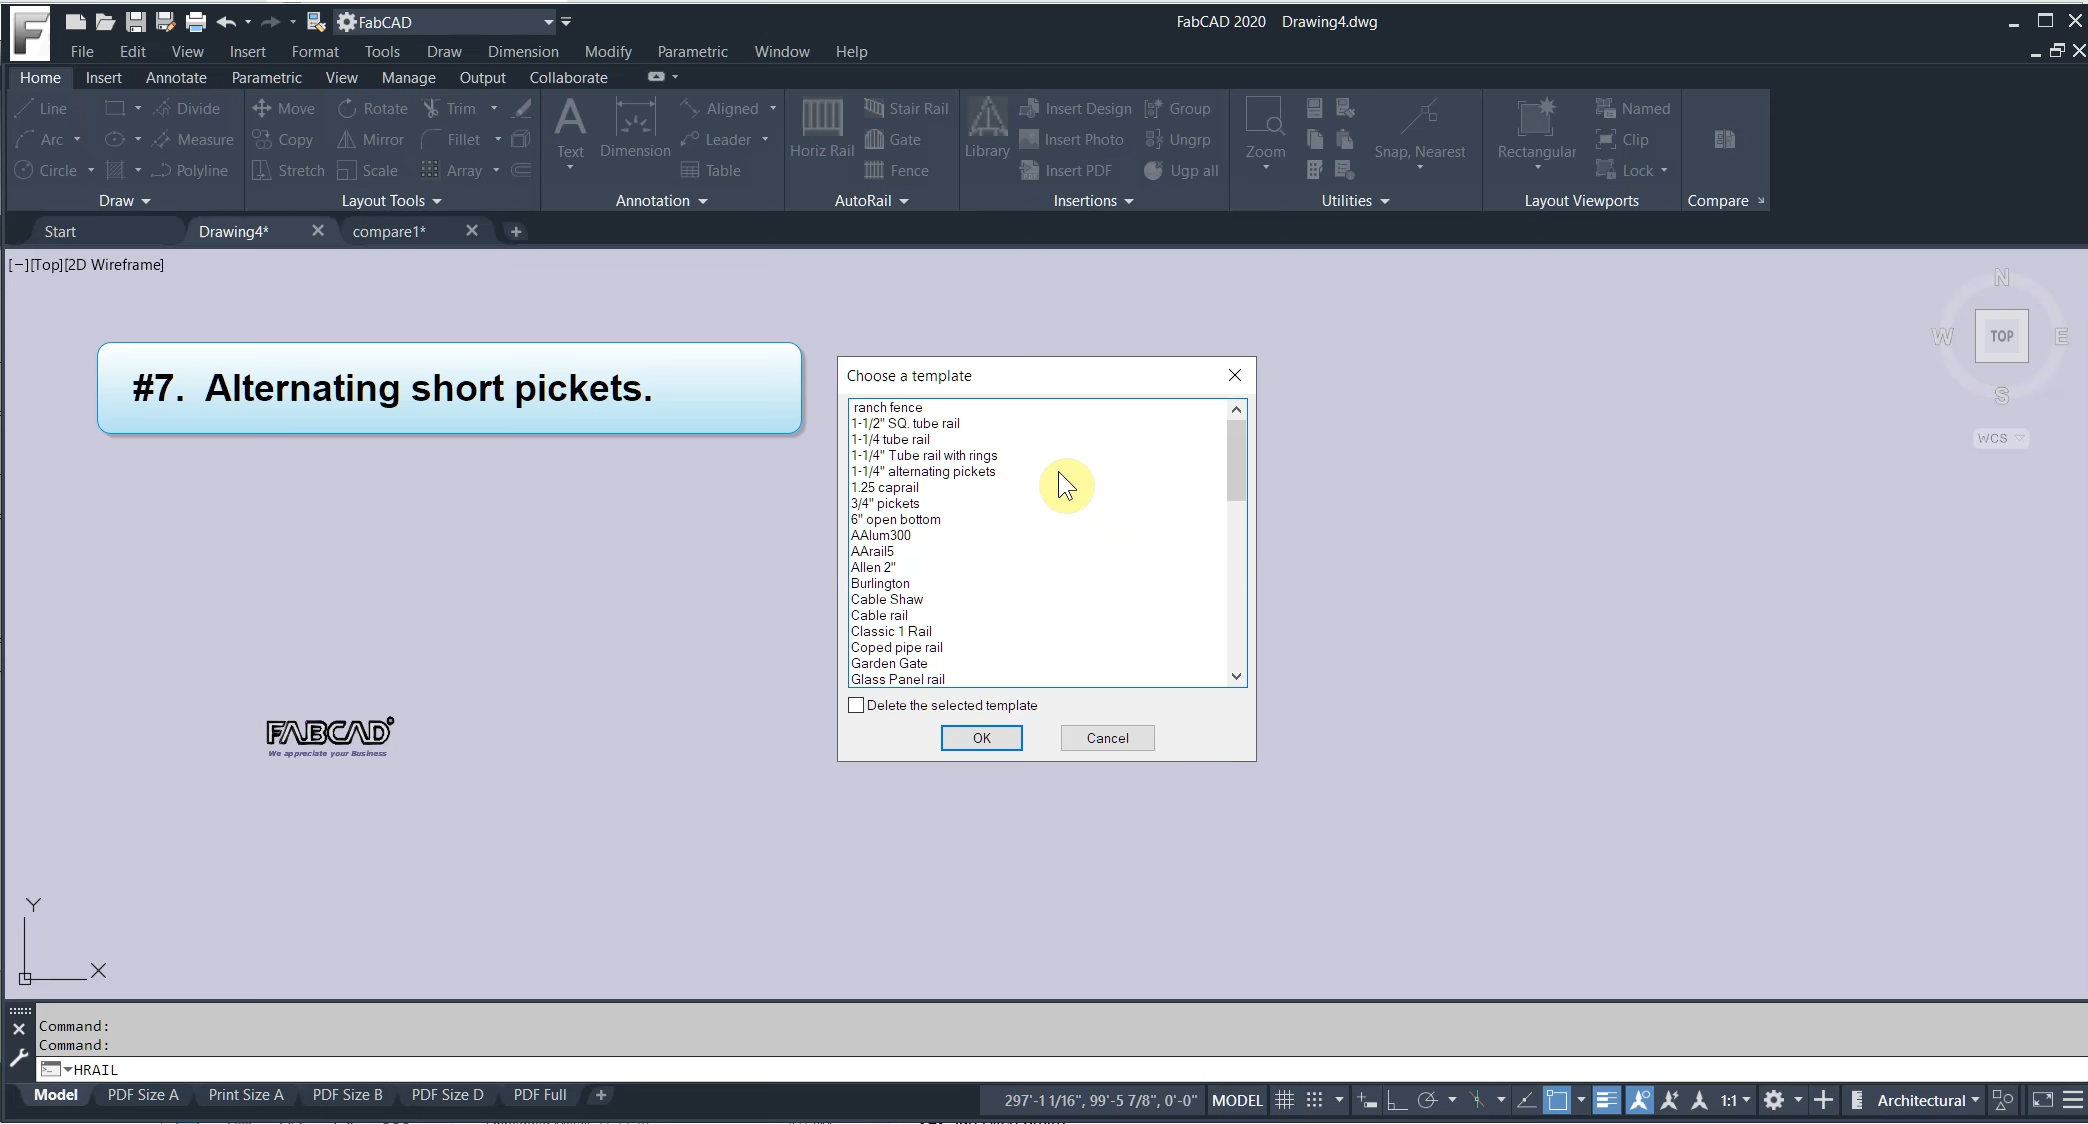 FabCAD
FabCAD 2020 Drawing4.dwg
File Edit View Insert Format Tools Draw Dimension Modify Parametric Window Help
Home Insert Annotate Parametric View Manage Output Collaborate
Line Divide Move Rotate Trim Aligned Stair Rail Insert Design Group Named
Arc Measure Copy Mirror Fillet Text Dimension Leader Horiz Rail Gate Library Insert Photo Ungrp Zoom Snap, Nearest Rectangular Clip
Circle Polyline Stretch Scale Array Table Fence Insert PDF Ugp all Lock
Draw Layout Tools Annotation AutoRail Insertions Utilities Layout Viewports Compare
Start Drawing4* compare1*
[−][Top][2D Wireframe]
N
W TOP E
S
WCS
#7. Alternating short pickets.
Choose a template
ranch fence
1-1/2" SQ. tube rail
1-1/4 tube rail
1-1/4" Tube rail with rings
1-1/4" alternating pickets
1.25 caprail
3/4" pickets
6" open bottom
AAlum300
AArail5
Allen 2"
Burlington
Cable Shaw
Cable rail
Classic 1 Rail
Coped pipe rail
Garden Gate
Glass Panel rail
Delete the selected template
OK Cancel
FABCAD®
We appreciate your Business
Y
X
Command:
Command:
HRAIL
Model PDF Size A Print Size A PDF Size B PDF Size D PDF Full
297'-1 1/16", 99'-5 7/8", 0'-0" MODEL 1:1 Architectural